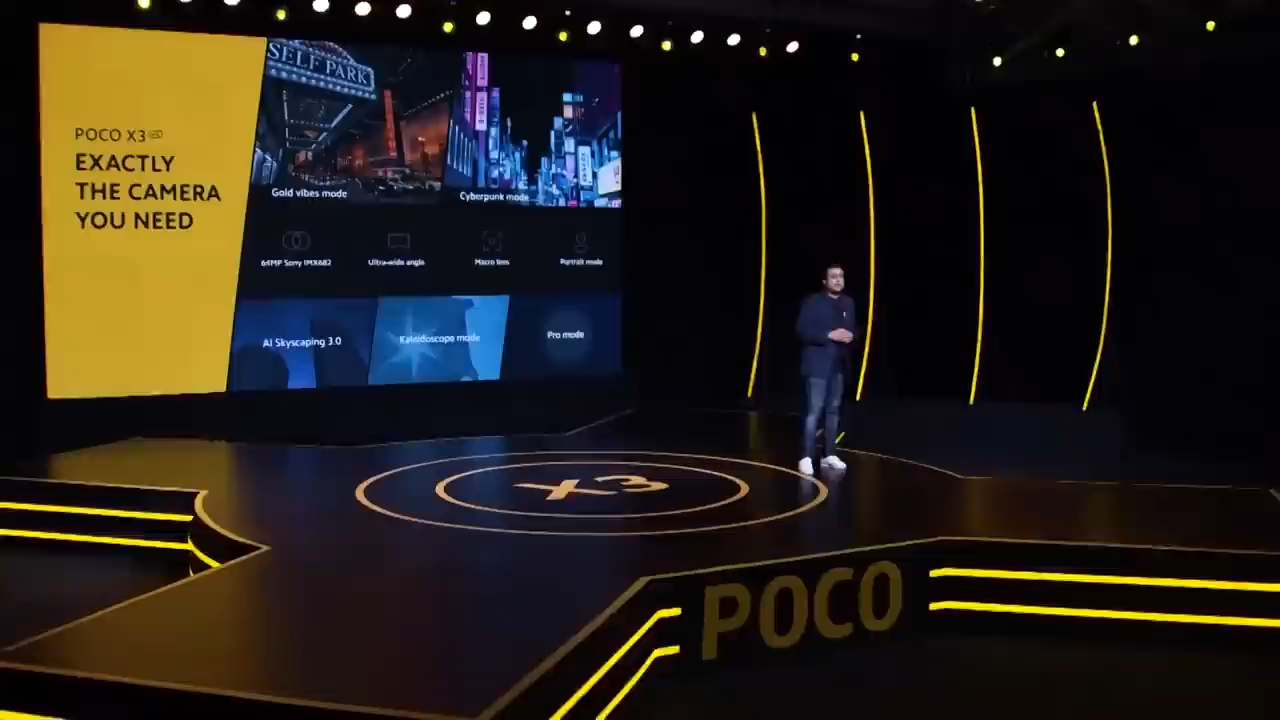 SELF PARK
POCO X3 NFC
EXACTLY
THE CAMERA
YOU NEED
Gold vibes mode
Cyberpunk mode
64MP Sony IMX682
Ultra-wide angle
Macro lens
Portrait mode
AI Skyscaping 3.0
Kaleidoscope mode
Pro mode
X3
POCO